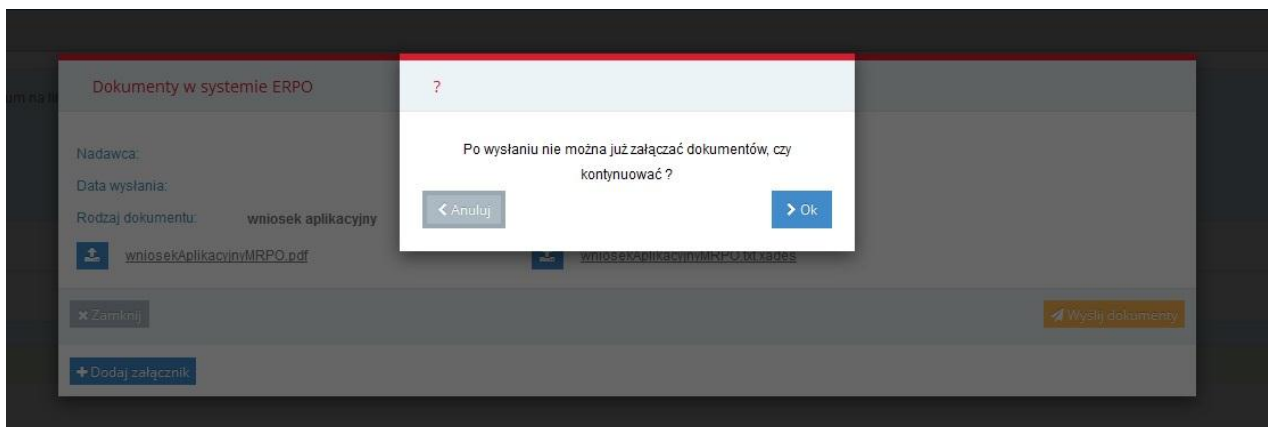 Dokumenty w systemie ERPO
?
Po wysłaniu nie można już załączać dokumentów, czy
kontynuować ?
Anuluj
Ok
Nadawca:
Data wysłania:
Rodzaj dokumentu: wniosek aplikacyjny
wniosekAplikacyjnyMRPO.pdf wniosekAplikacyjnyMRPO.txt.xades
Zamknij
Wyślij dokumenty
Dodaj załącznik